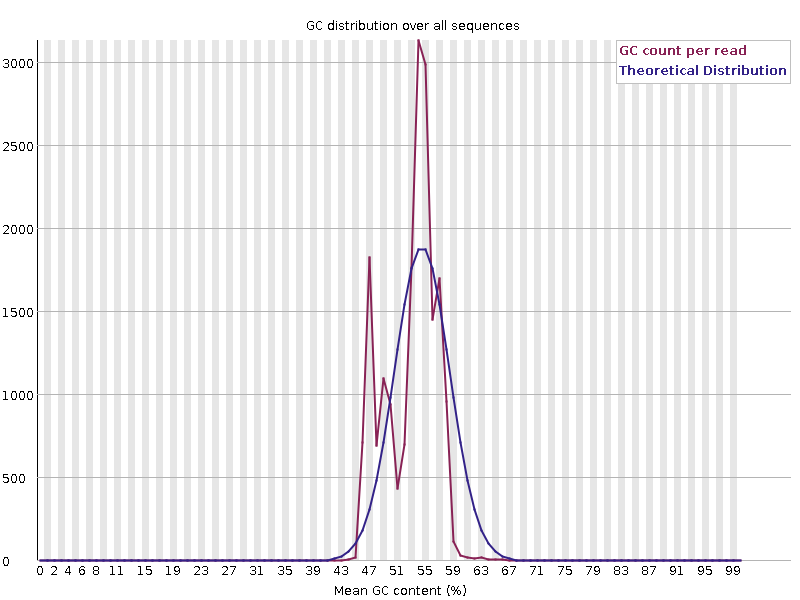 GC distribution over all sequences
GC count per read
Theoretical Distribution
3000
2500
2000
1500
1000
500
0
0 2 4 6 8 11 15 19 23 27 31 35 39 43 47 51 55 59 63 67 71 75 79 83 87 91 95 99
Mean GC content (%)